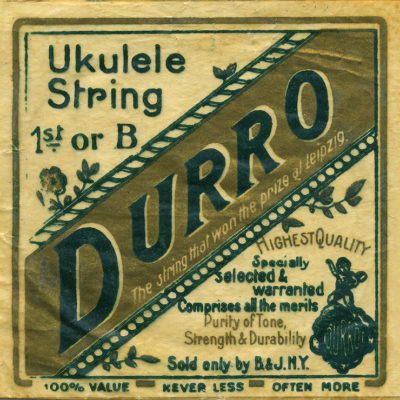 Ukulele
String
1st or B
DURRO
The string that won the prize at Leipzig.
HIGHEST QUALITY
Specially
selected &
warranted
Comprises all the merits
Purity of Tone,
Strength & Durability
Sold only by B.& J. N.Y.
100% VALUE — NEVER LESS — OFTEN MORE —